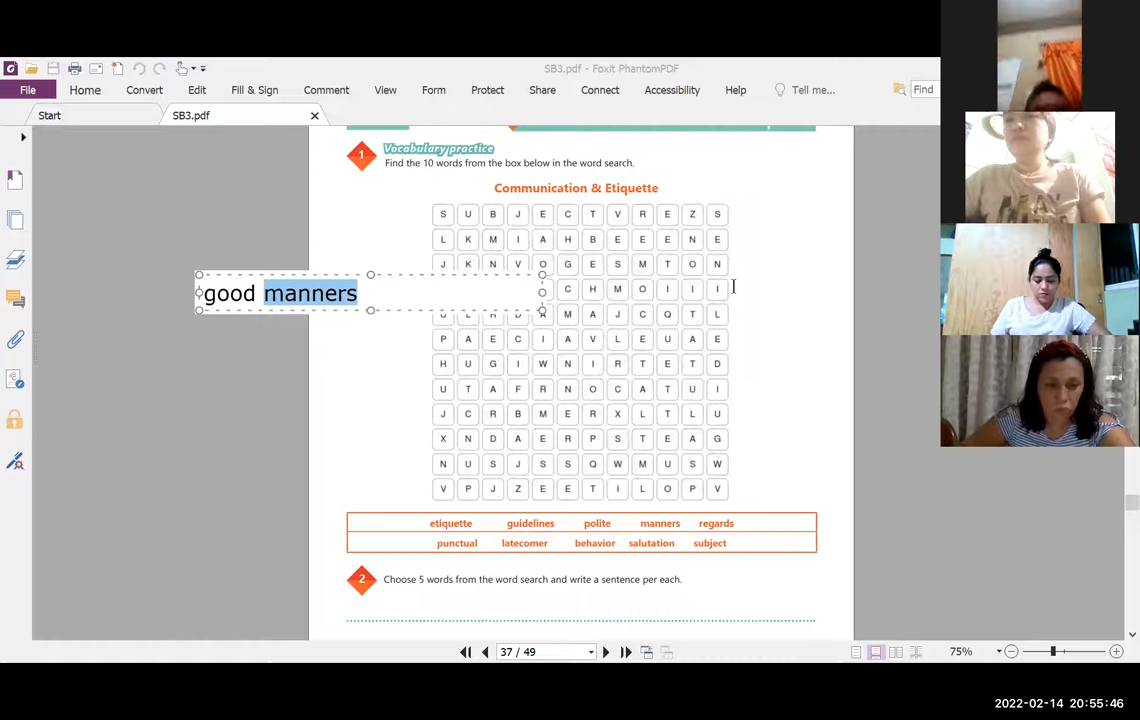 SB3.pdf - Foxit PhantomPDF
File Home Convert Edit Fill & Sign Comment View Form Protect Share Connect Accessibility Help Tell me... Find
Start SB3.pdf
1 Vocabulary practice
Find the 10 words from the box below in the word search.
Communication & Etiquette
S U B J E C T V R E Z S
L K M I A H B E E E N E
J K N V O G E S M T O N
good manners C H M O I I I
U L R D A M A J C Q T L
P A E C I A V L E U A E
H U G I W N I R T E T D
U T A F R N O C A T U I
J C R B M E R X L T L U
X N D A E R P S T E A G
N U S J S S Q W M U S W
V P J Z E E T I L O P V
etiquette guidelines polite manners regards
punctual latecomer behavior salutation subject
2 Choose 5 words from the word search and write a sentence per each.
37 / 49 75%
2022-02-14 20:55:46